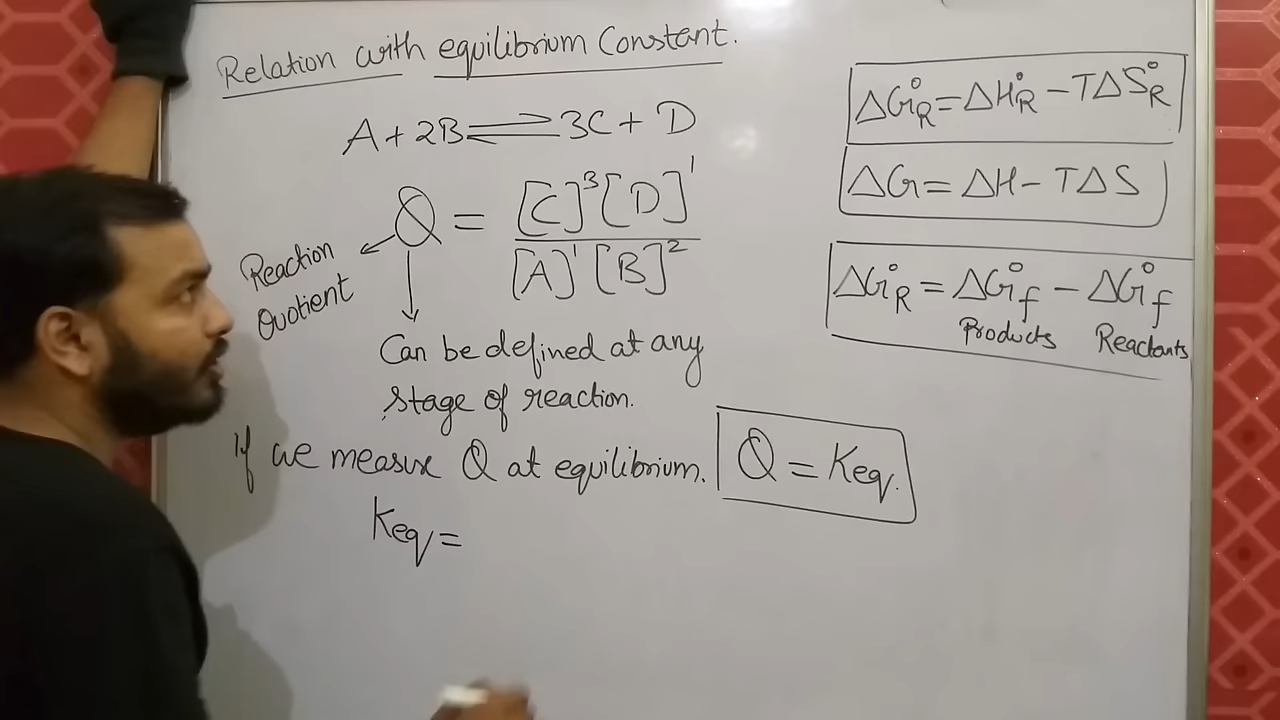 Relation with equilibrium Constant.
A + 2B ⇌ 3C + D
Q = [C]³[D]¹
[A]¹[B]²
Reaction
Quotient
Can be defined at any
stage of reaction.
If we measure Q at equilibrium. Q = Keq.
Keq =
ΔG°R = ΔH°R − TΔS°R
ΔG = ΔH − TΔS
ΔG°R = ΔG°f − ΔG°f
Products Reactants